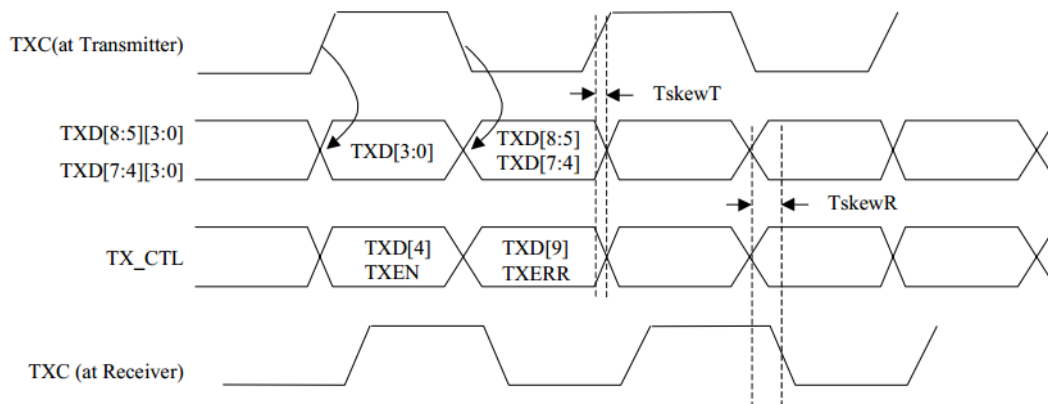 TXC(at Transmitter)
TskewT
TXD[8:5][3:0]
TXD[7:4][3:0]
TXD[3:0]
TXD[8:5]
TXD[7:4]
TskewR
TX_CTL
TXD[4]
TXEN
TXD[9]
TXERR
TXC (at Receiver)